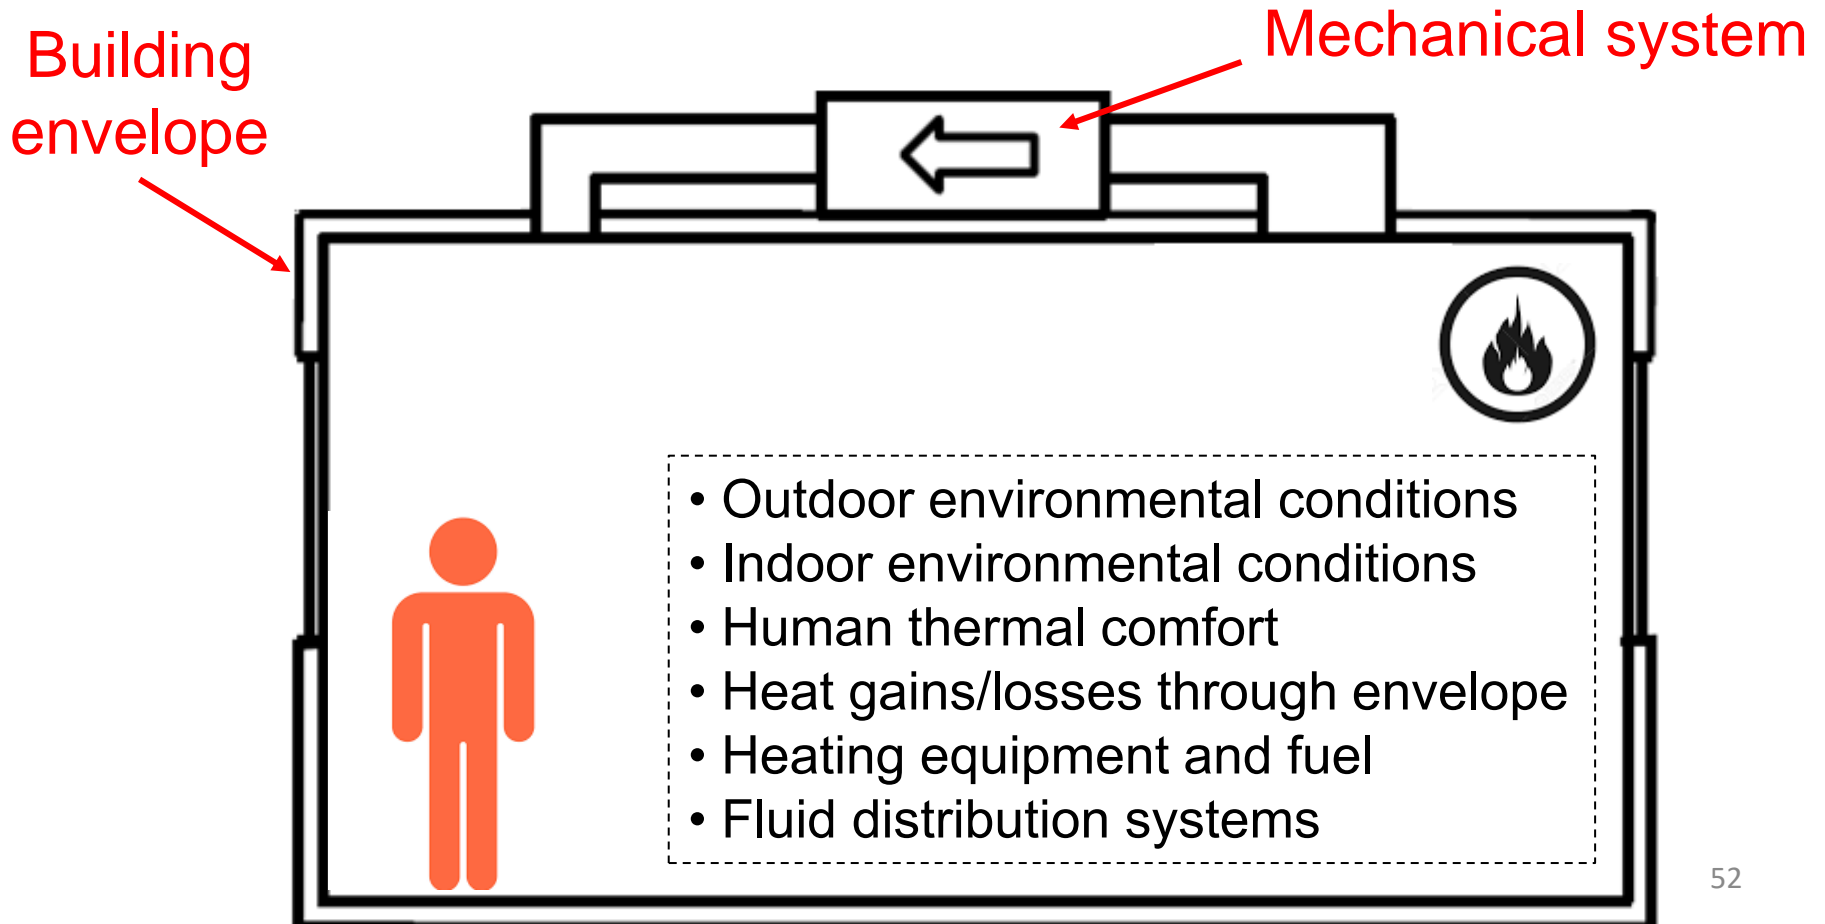 Building
envelope
Mechanical system
• Outdoor environmental conditions
• Indoor environmental conditions
• Human thermal comfort
• Heat gains/losses through envelope
• Heating equipment and fuel
• Fluid distribution systems
52